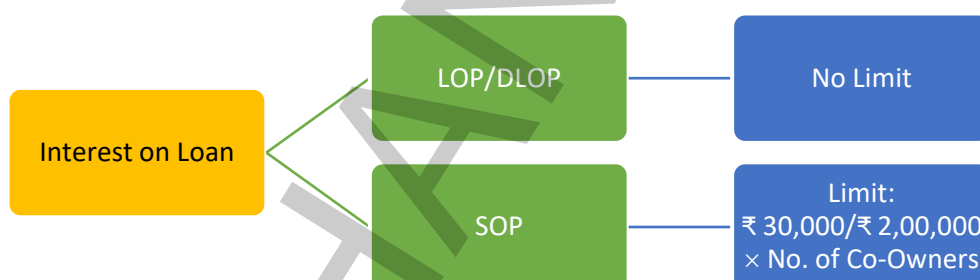 LOP/DLOP
No Limit
Interest on Loan
SOP
Limit:
₹ 30,000/₹ 2,00,000
× No. of Co-Owners